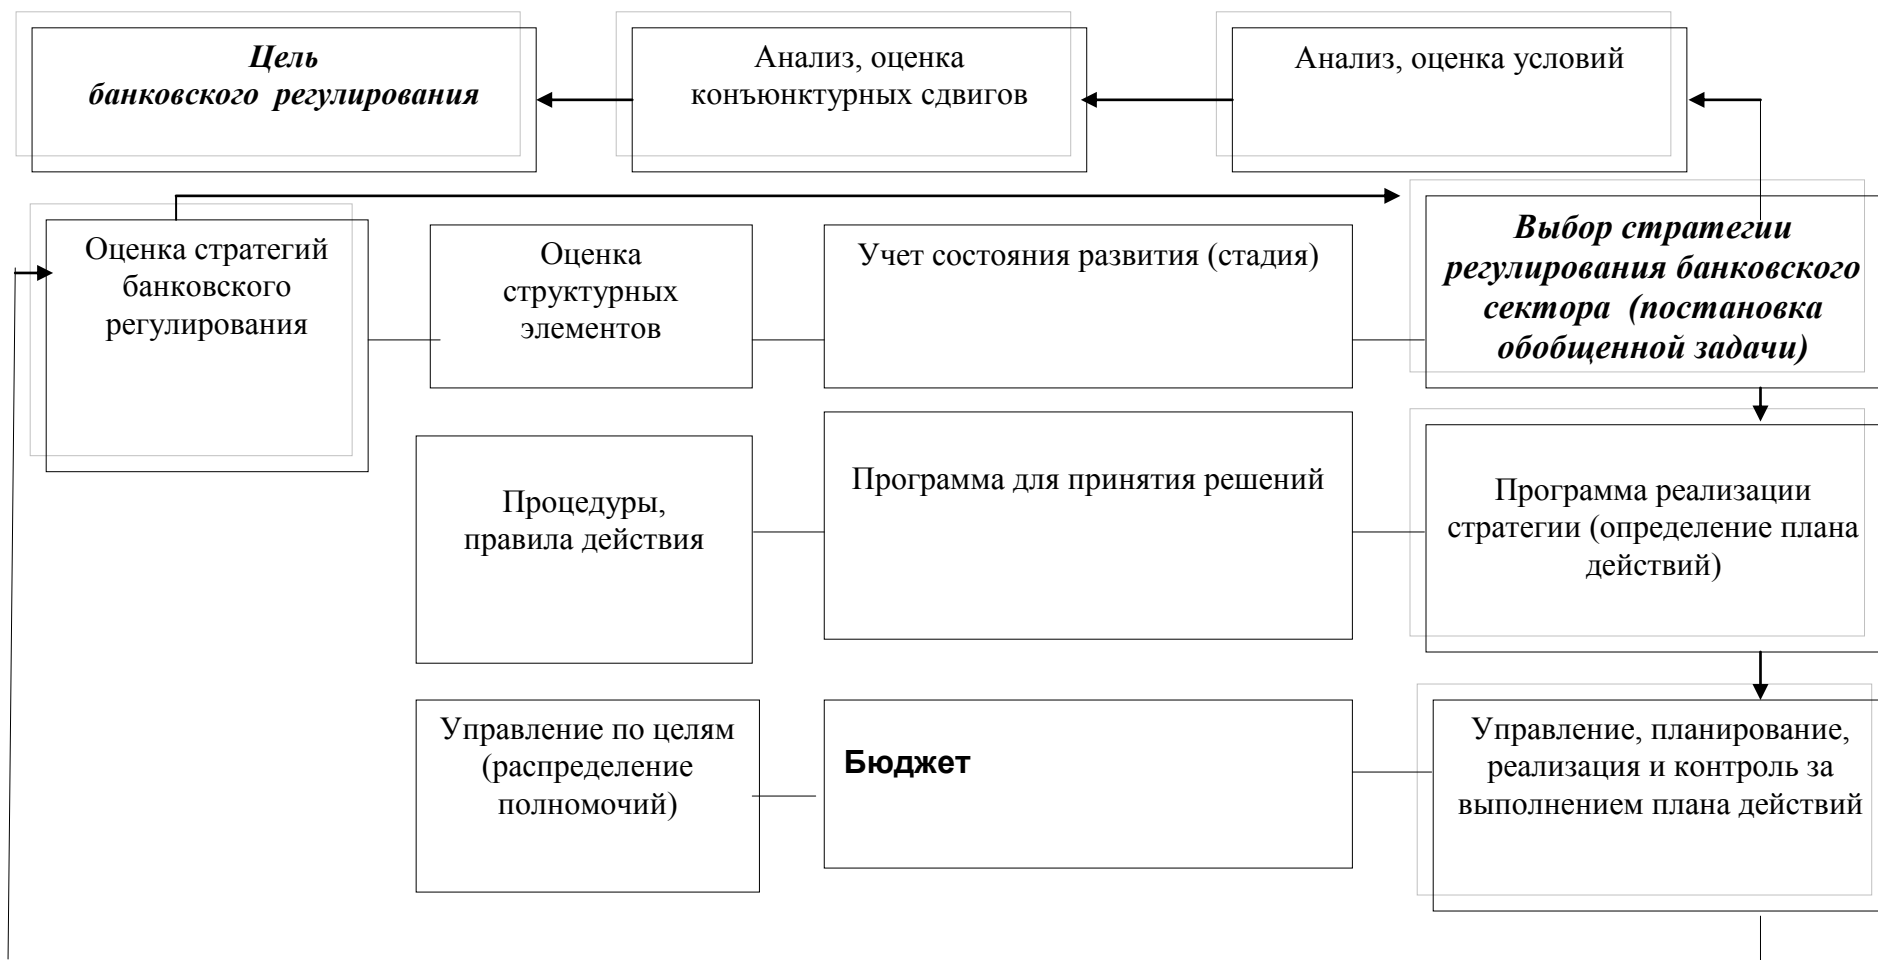 Цель
банковского регулирования
Анализ, оценка
конъюнктурных сдвигов
Анализ, оценка условий
Оценка стратегий
банковского
регулирования
Оценка
структурных
элементов
Учет состояния развития (стадия)
Выбор стратегии
регулирования банковского
сектора (постановка
обобщенной задачи)
Процедуры,
правила действия
Программа для принятия решений
Программа реализации
стратегии (определение плана
действий)
Управление по целям
(распределение
полномочий)
Бюджет
Управление, планирование,
реализация и контроль за
выполнением плана действий